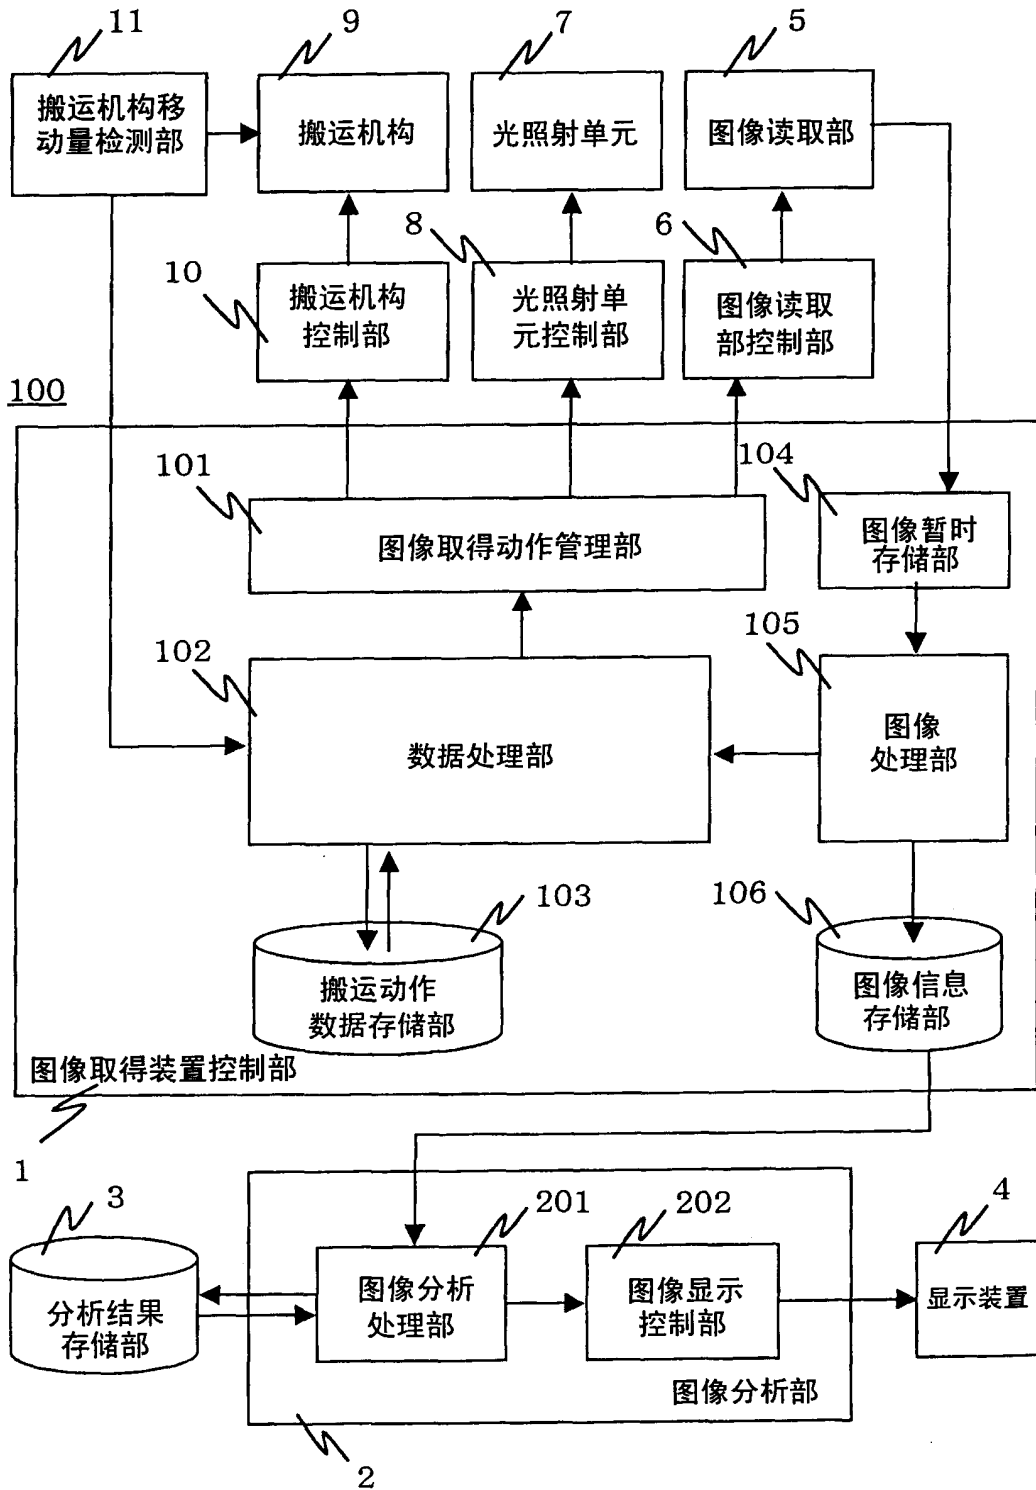 11
9
7
5
搬运机构移
动量检测部
搬运机构
光照射单元
图像读取部
10
8
6
搬运机构
控制部
光照射单
元控制部
图像读取
部控制部
100
101
104
图像取得动作管理部
图像暂时
存储部
102
105
数据处理部
图像
处理部
103
106
搬运动作
数据存储部
图像信息
存储部
图像取得装置控制部
1
3
201
202
4
分析结果
存储部
图像分析
处理部
图像显示
控制部
显示装置
图像分析部
2